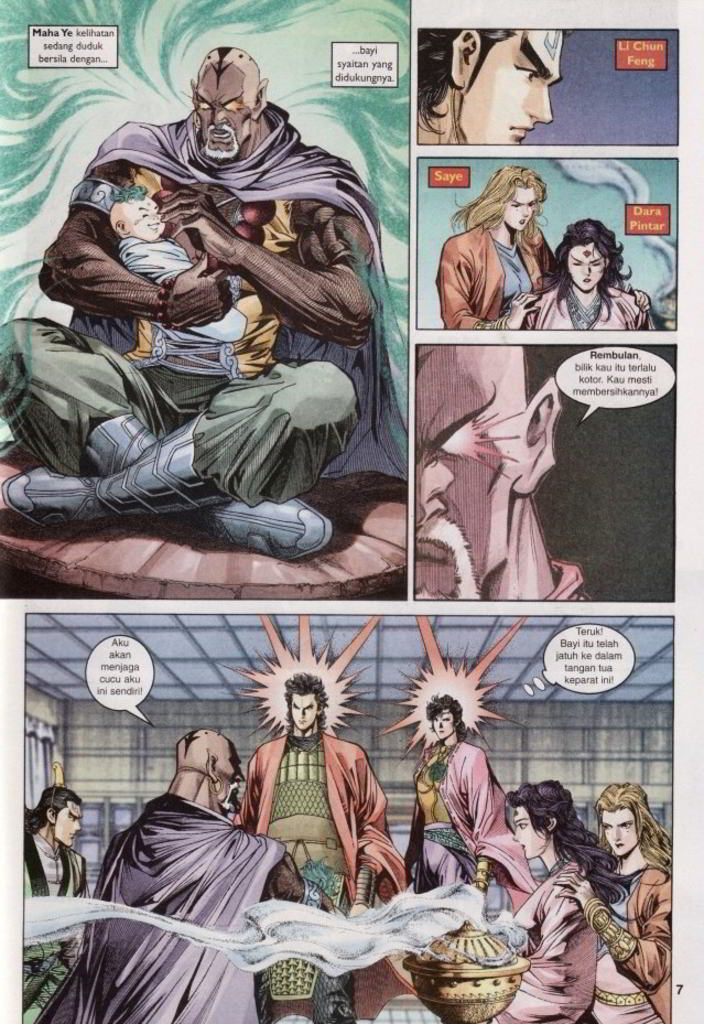 Maha Ye kelihatan
sedang duduk
bersila dengan...
...bayi
syaitan yang
didukungnya.
Li Chun
Feng
Saye
Dara
Pintar
Rembulan,
bilik kau itu terlalu
kotor. Kau mesti
membersihkannya!
Aku
akan
menjaga
cucu aku
ini sendiri!
Teruk!
Bayi itu telah
jatuh ke dalam
tangan tua
keparat ini!
7